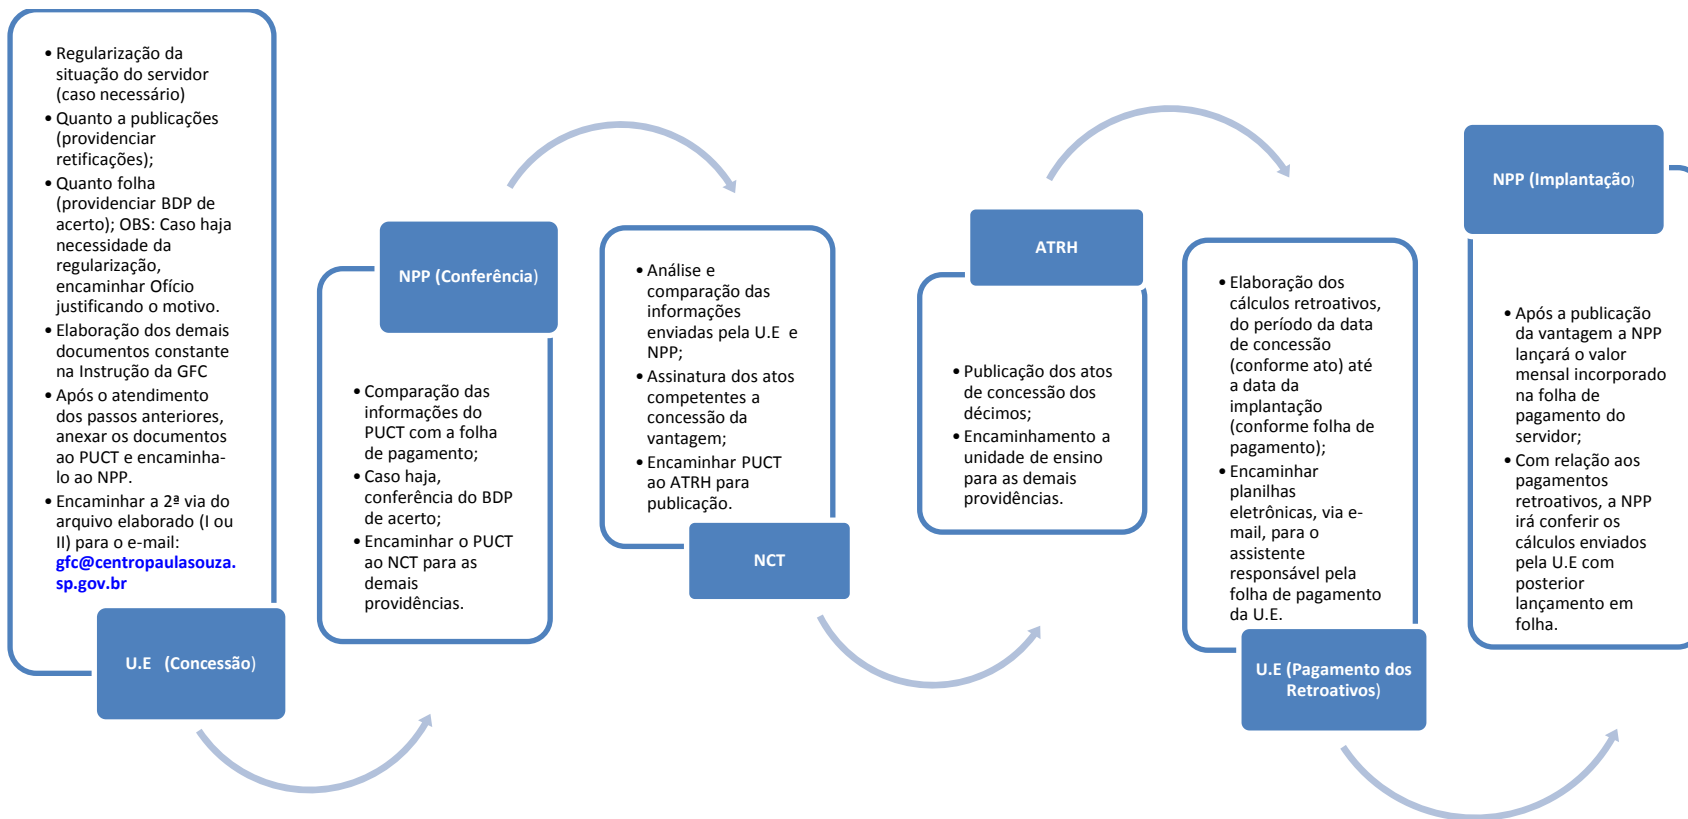 • Regularização da
situação do servidor
(caso necessário)
• Quanto a publicações
(providenciar
retificações);
• Quanto folha
(providenciar BDP de
acerto); OBS: Caso haja
necessidade da
regularização,
encaminhar Ofício
justificando o motivo.
• Elaboração dos demais
documentos constante
na Instrução da GFC
• Após o atendimento
dos passos anteriores,
anexar os documentos
ao PUCT e encaminha-
lo ao NPP.
• Encaminhar a 2ª via do
arquivo elaborado (I ou
II) para o e-mail:
gfc@centropaulasouza.
sp.gov.br
U.E (Concessão)
NPP (Conferência)
• Comparação das
informações do
PUCT com a folha
de pagamento;
• Caso haja,
conferência do BDP
de acerto;
• Encaminhar o PUCT
ao NCT para as
demais
providências.
• Análise e
comparação das
informações
enviadas pela U.E e
NPP;
• Assinatura dos atos
competentes a
concessão da
vantagem;
• Encaminhar PUCT
ao ATRH para
publicação.
NCT
ATRH
• Publicação dos atos
de concessão dos
décimos;
• Encaminhamento a
unidade de ensino
para as demais
providências.
• Elaboração dos
cálculos retroativos,
do período da data
de concessão
(conforme ato) até
a data da
implantação
(conforme folha de
pagamento);
• Encaminhar
planilhas
eletrônicas, via e-
mail, para o
assistente
responsável pela
folha de pagamento
da U.E.
U.E (Pagamento dos
Retroativos)
NPP (Implantação)
• Após a publicação
da vantagem a NPP
lançará o valor
mensal incorporado
na folha de
pagamento do
servidor;
• Com relação aos
pagamentos
retroativos, a NPP
irá conferir os
cálculos enviados
pela U.E com
posterior
lançamento em
folha.